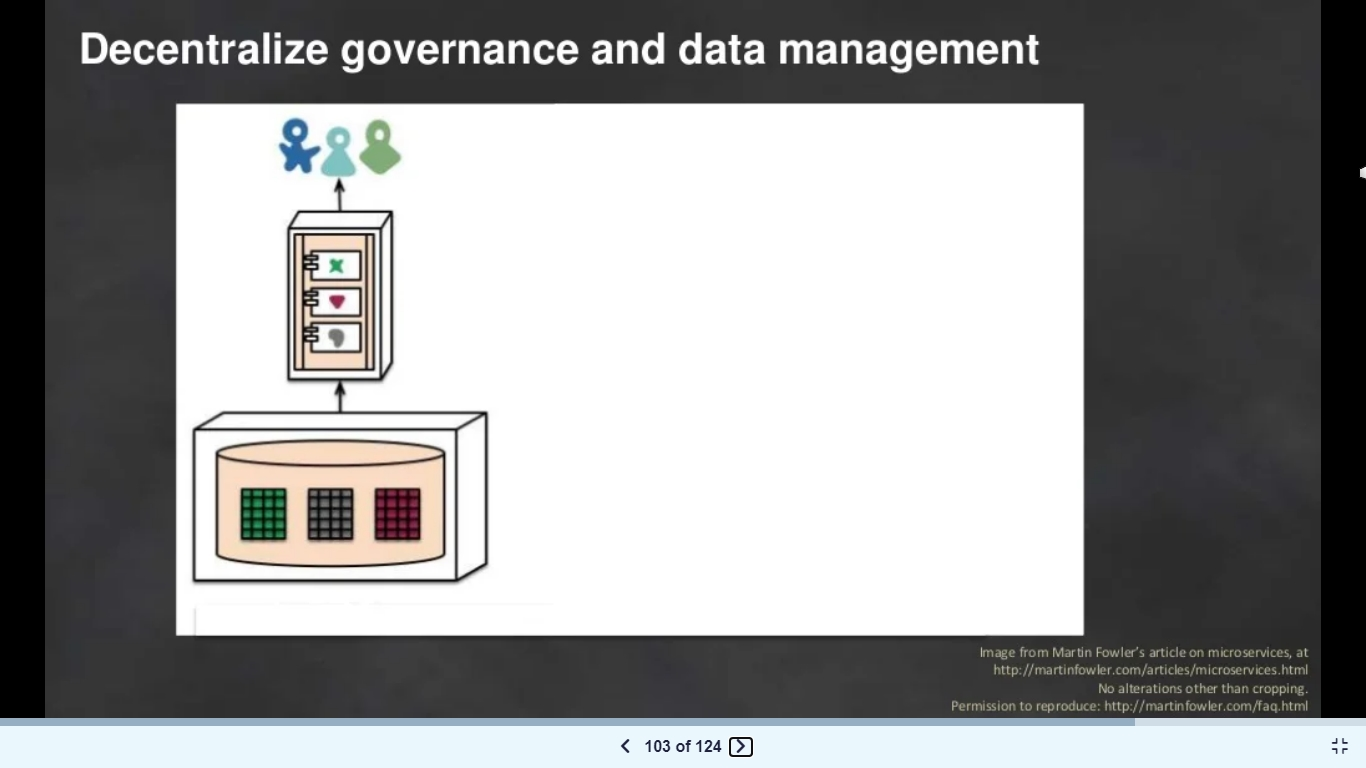 Decentralize governance and data management
Image from Martin Fowler's article on microservices, at
http://martinfowler.com/articles/microservices.html
No alterations other than cropping.
Permission to reproduce: http://martinfowler.com/faq.html
103 of 124